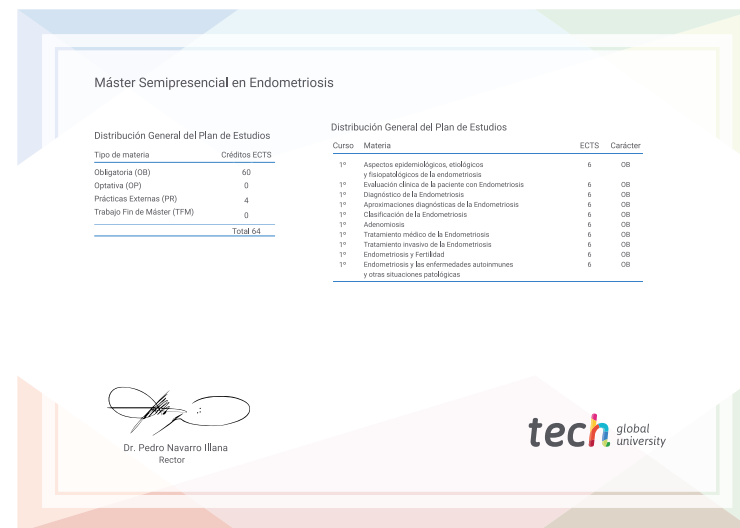 Máster Semipresencial en Endometriosis
Distribución General del Plan de Estudios
Tipo de materia Créditos ECTS
Obligatoria (OB) 60
Optativa (OP) 0
Prácticas Externas (PR) 4
Trabajo Fin de Máster (TFM) 0
Total 64
Distribución General del Plan de Estudios
Curso Materia ECTS Carácter
1º Aspectos epidemiológicos, etiológicos 6 OB
y fisiopatológicos de la endometriosis
1º Evaluación clínica de la paciente con Endometriosis 6 OB
1º Diagnóstico de la Endometriosis 6 OB
1º Aproximaciones diagnósticas de la Endometriosis 6 OB
1º Clasificación de la Endometriosis 6 OB
1º Adenomiosis 6 OB
1º Tratamiento médico de la Endometriosis 6 OB
1º Tratamiento invasivo de la Endometriosis 6 OB
1º Endometriosis y Fertilidad 6 OB
1º Endometriosis y las enfermedades autoinmunes 6 OB
y otras situaciones patológicas
Dr. Pedro Navarro Illana
Rector
tech global
university